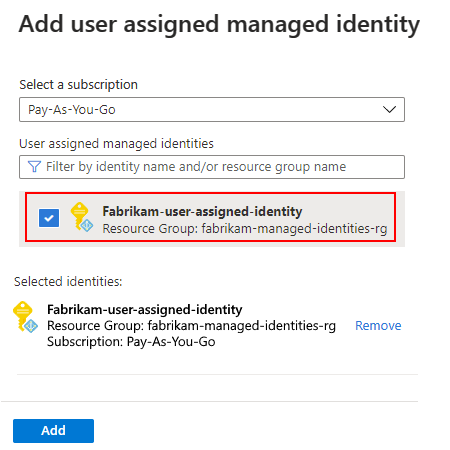 Add user assigned managed identity
Select a subscription
Pay-As-You-Go
User assigned managed identities
Filter by identity name and/or resource group name
Fabrikam-user-assigned-identity
Resource Group: fabrikam-managed-identities-rg
Selected identities:
Fabrikam-user-assigned-identity
Resource Group: fabrikam-managed-identities-rg
Remove
Subscription: Pay-As-You-Go
Add